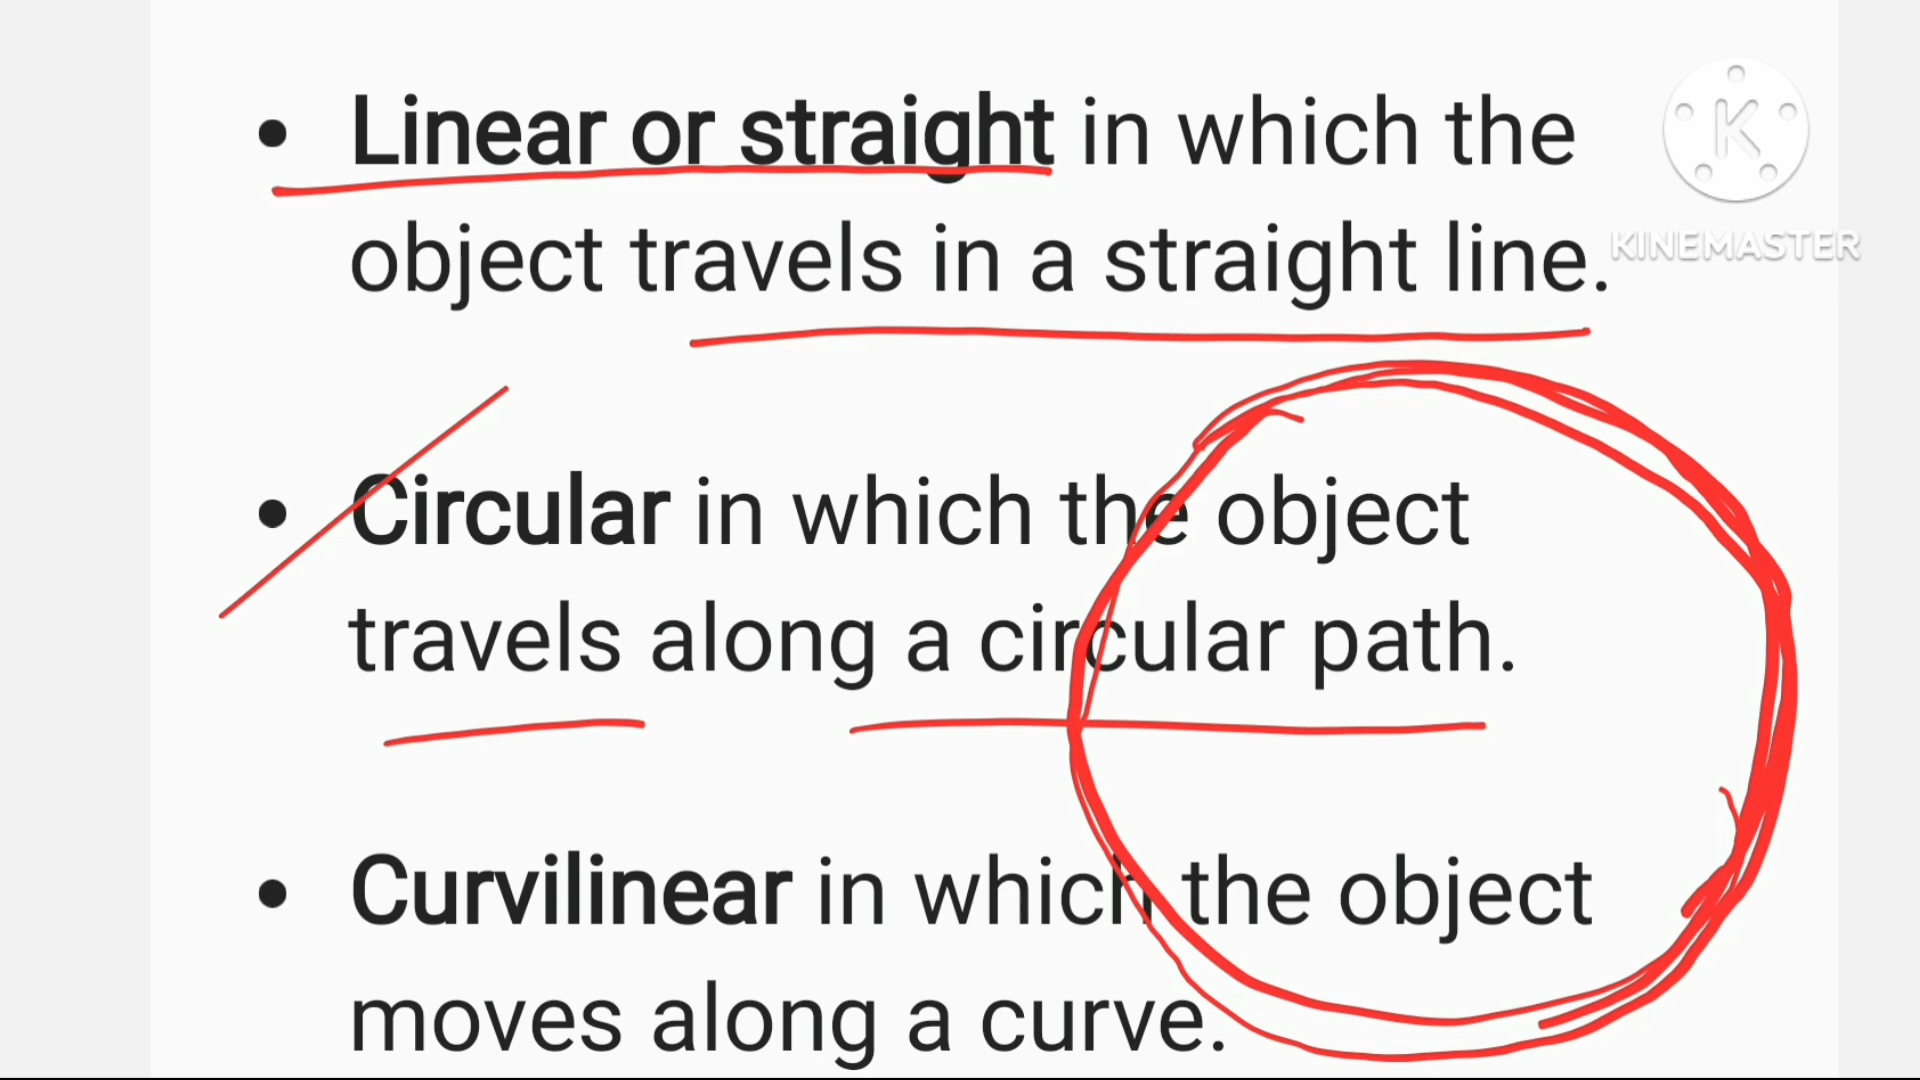 • Linear or straight in which the
object travels in a straight line.
• Circular in which the object
travels along a circular path.
• Curvilinear in which the object
moves along a curve.
K
KINEMASTER